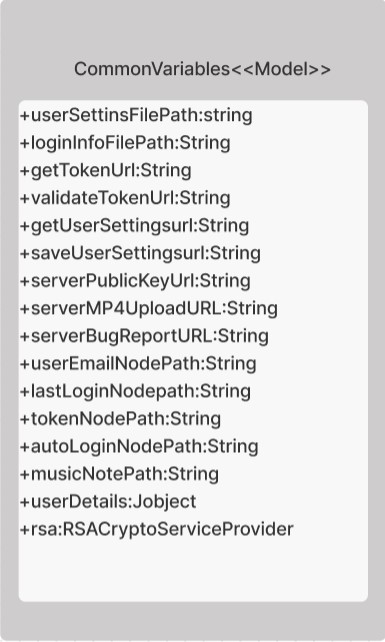 CommonVariables<<Model>>
+userSettinsFilePath:string
+loginInfoFilePath:String
+getTokenUrl:String
+validateTokenUrl:String
+getUserSettingsurl:String
+saveUserSettingsurl:String
+serverPublicKeyUrl:String
+serverMP4UploadURL:String
+serverBugReportURL:String
+userEmailNodePath:String
+lastLoginNodepath:String
+tokenNodePath:String
+autoLoginNodePath:String
+musicNotePath:String
+userDetails:Jobject
+rsa:RSACryptoServiceProvider